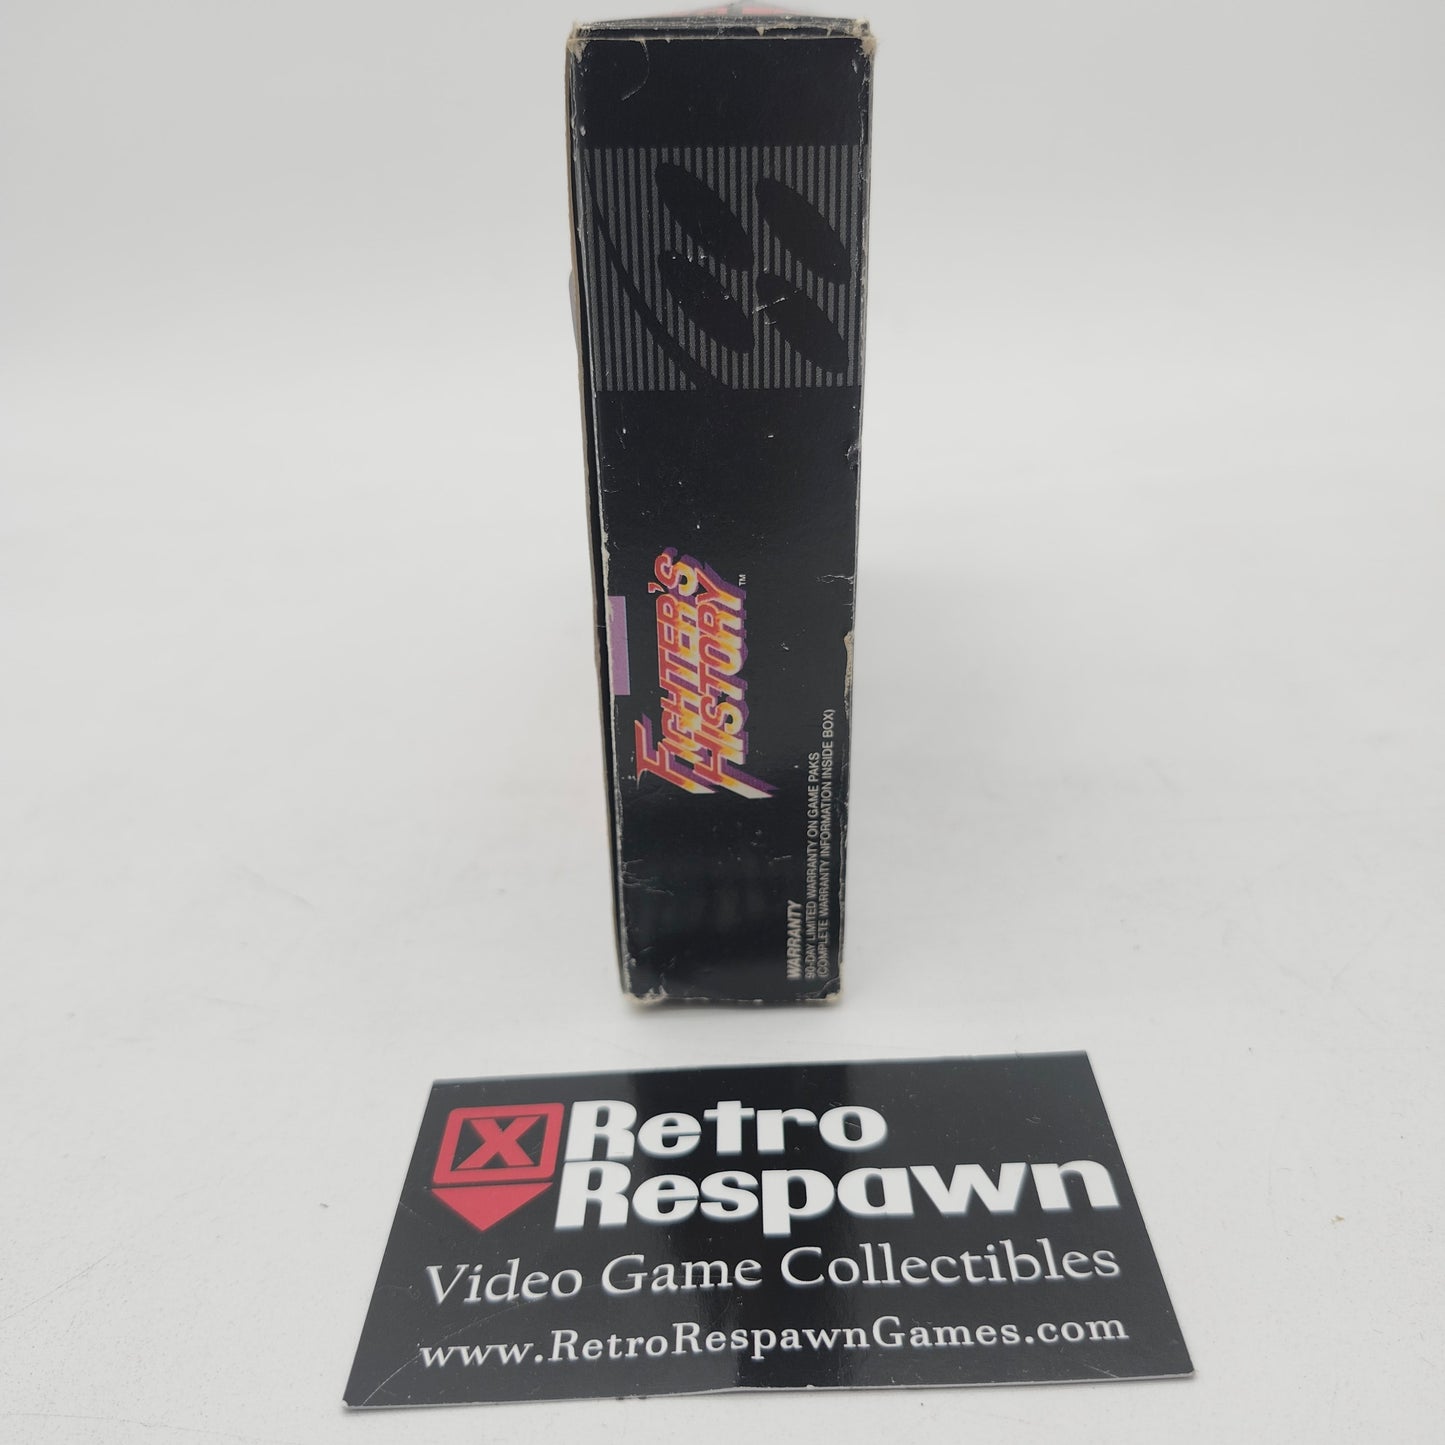 FIGHTER'S
HISTORY™
WARRANTY
90-DAY LIMITED WARRANTY ON GAME PAKS
(COMPLETE WARRANTY INFORMATION INSIDE BOX)
X Retro
Respawn
Video Game Collectibles
www.RetroRespawnGames.com